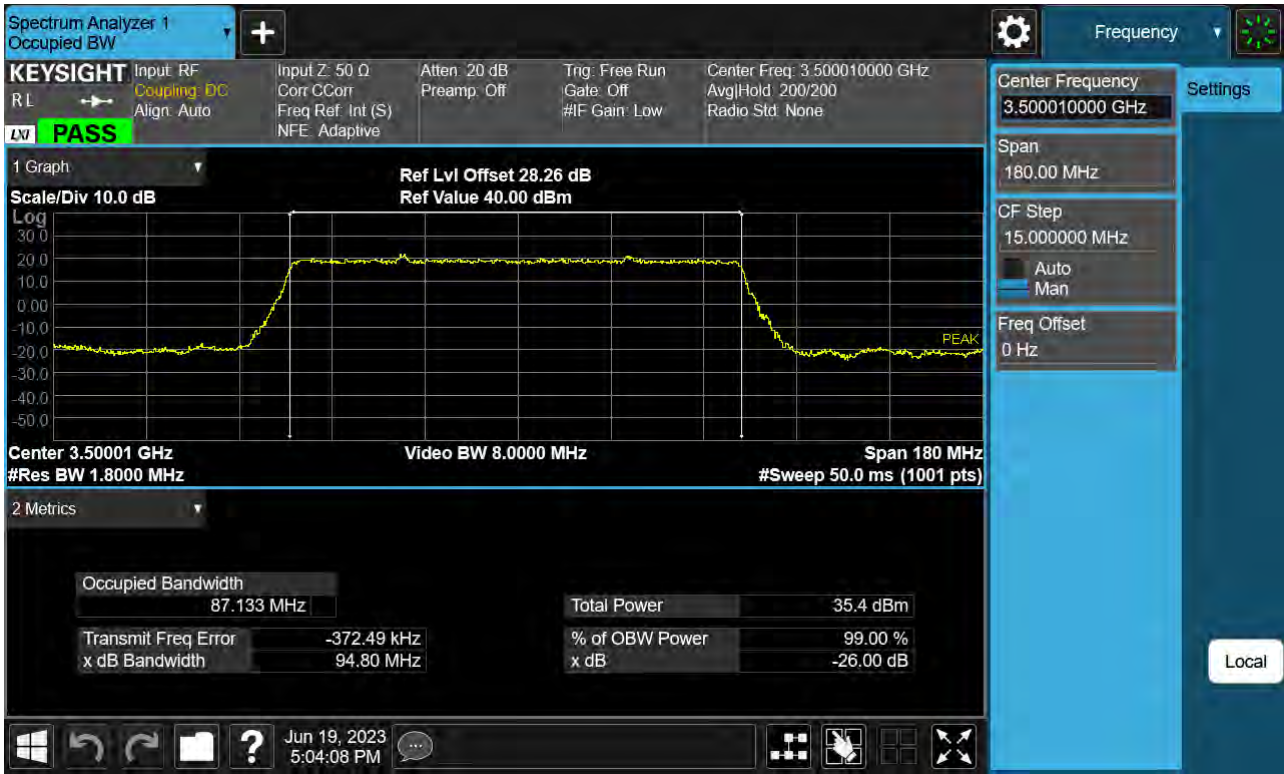 Spectrum Analyzer 1
Occupied BW
+
Frequency
KEYSIGHT
RL
LXI PASS
Input: RF
Coupling: DC
Align: Auto
Input Z: 50 Ω
Corr CCorr
Freq Ref: Int (S)
NFE: Adaptive
Atten: 20 dB
Preamp: Off
Trig: Free Run
Gate: Off
#IF Gain: Low
Center Freq: 3.500010000 GHz
Avg|Hold: 200/200
Radio Std: None
Center Frequency
3.500010000 GHz
Settings
Span
180.00 MHz
CF Step
15.000000 MHz
Auto
Man
Freq Offset
0 Hz
1 Graph
Scale/Div 10.0 dB
Ref Lvl Offset 28.26 dB
Ref Value 40.00 dBm
Log
30.0
20.0
10.0
0.00
-10.0
-20.0
-30.0
-40.0
-50.0
PEAK
Center 3.50001 GHz
Video BW 8.0000 MHz
Span 180 MHz
#Res BW 1.8000 MHz
#Sweep 50.0 ms (1001 pts)
2 Metrics
Occupied Bandwidth
87.133 MHz
Total Power 35.4 dBm
Transmit Freq Error -372.49 kHz
% of OBW Power 99.00 %
x dB Bandwidth 94.80 MHz
x dB -26.00 dB
Local
?
Jun 19, 2023
5:04:08 PM